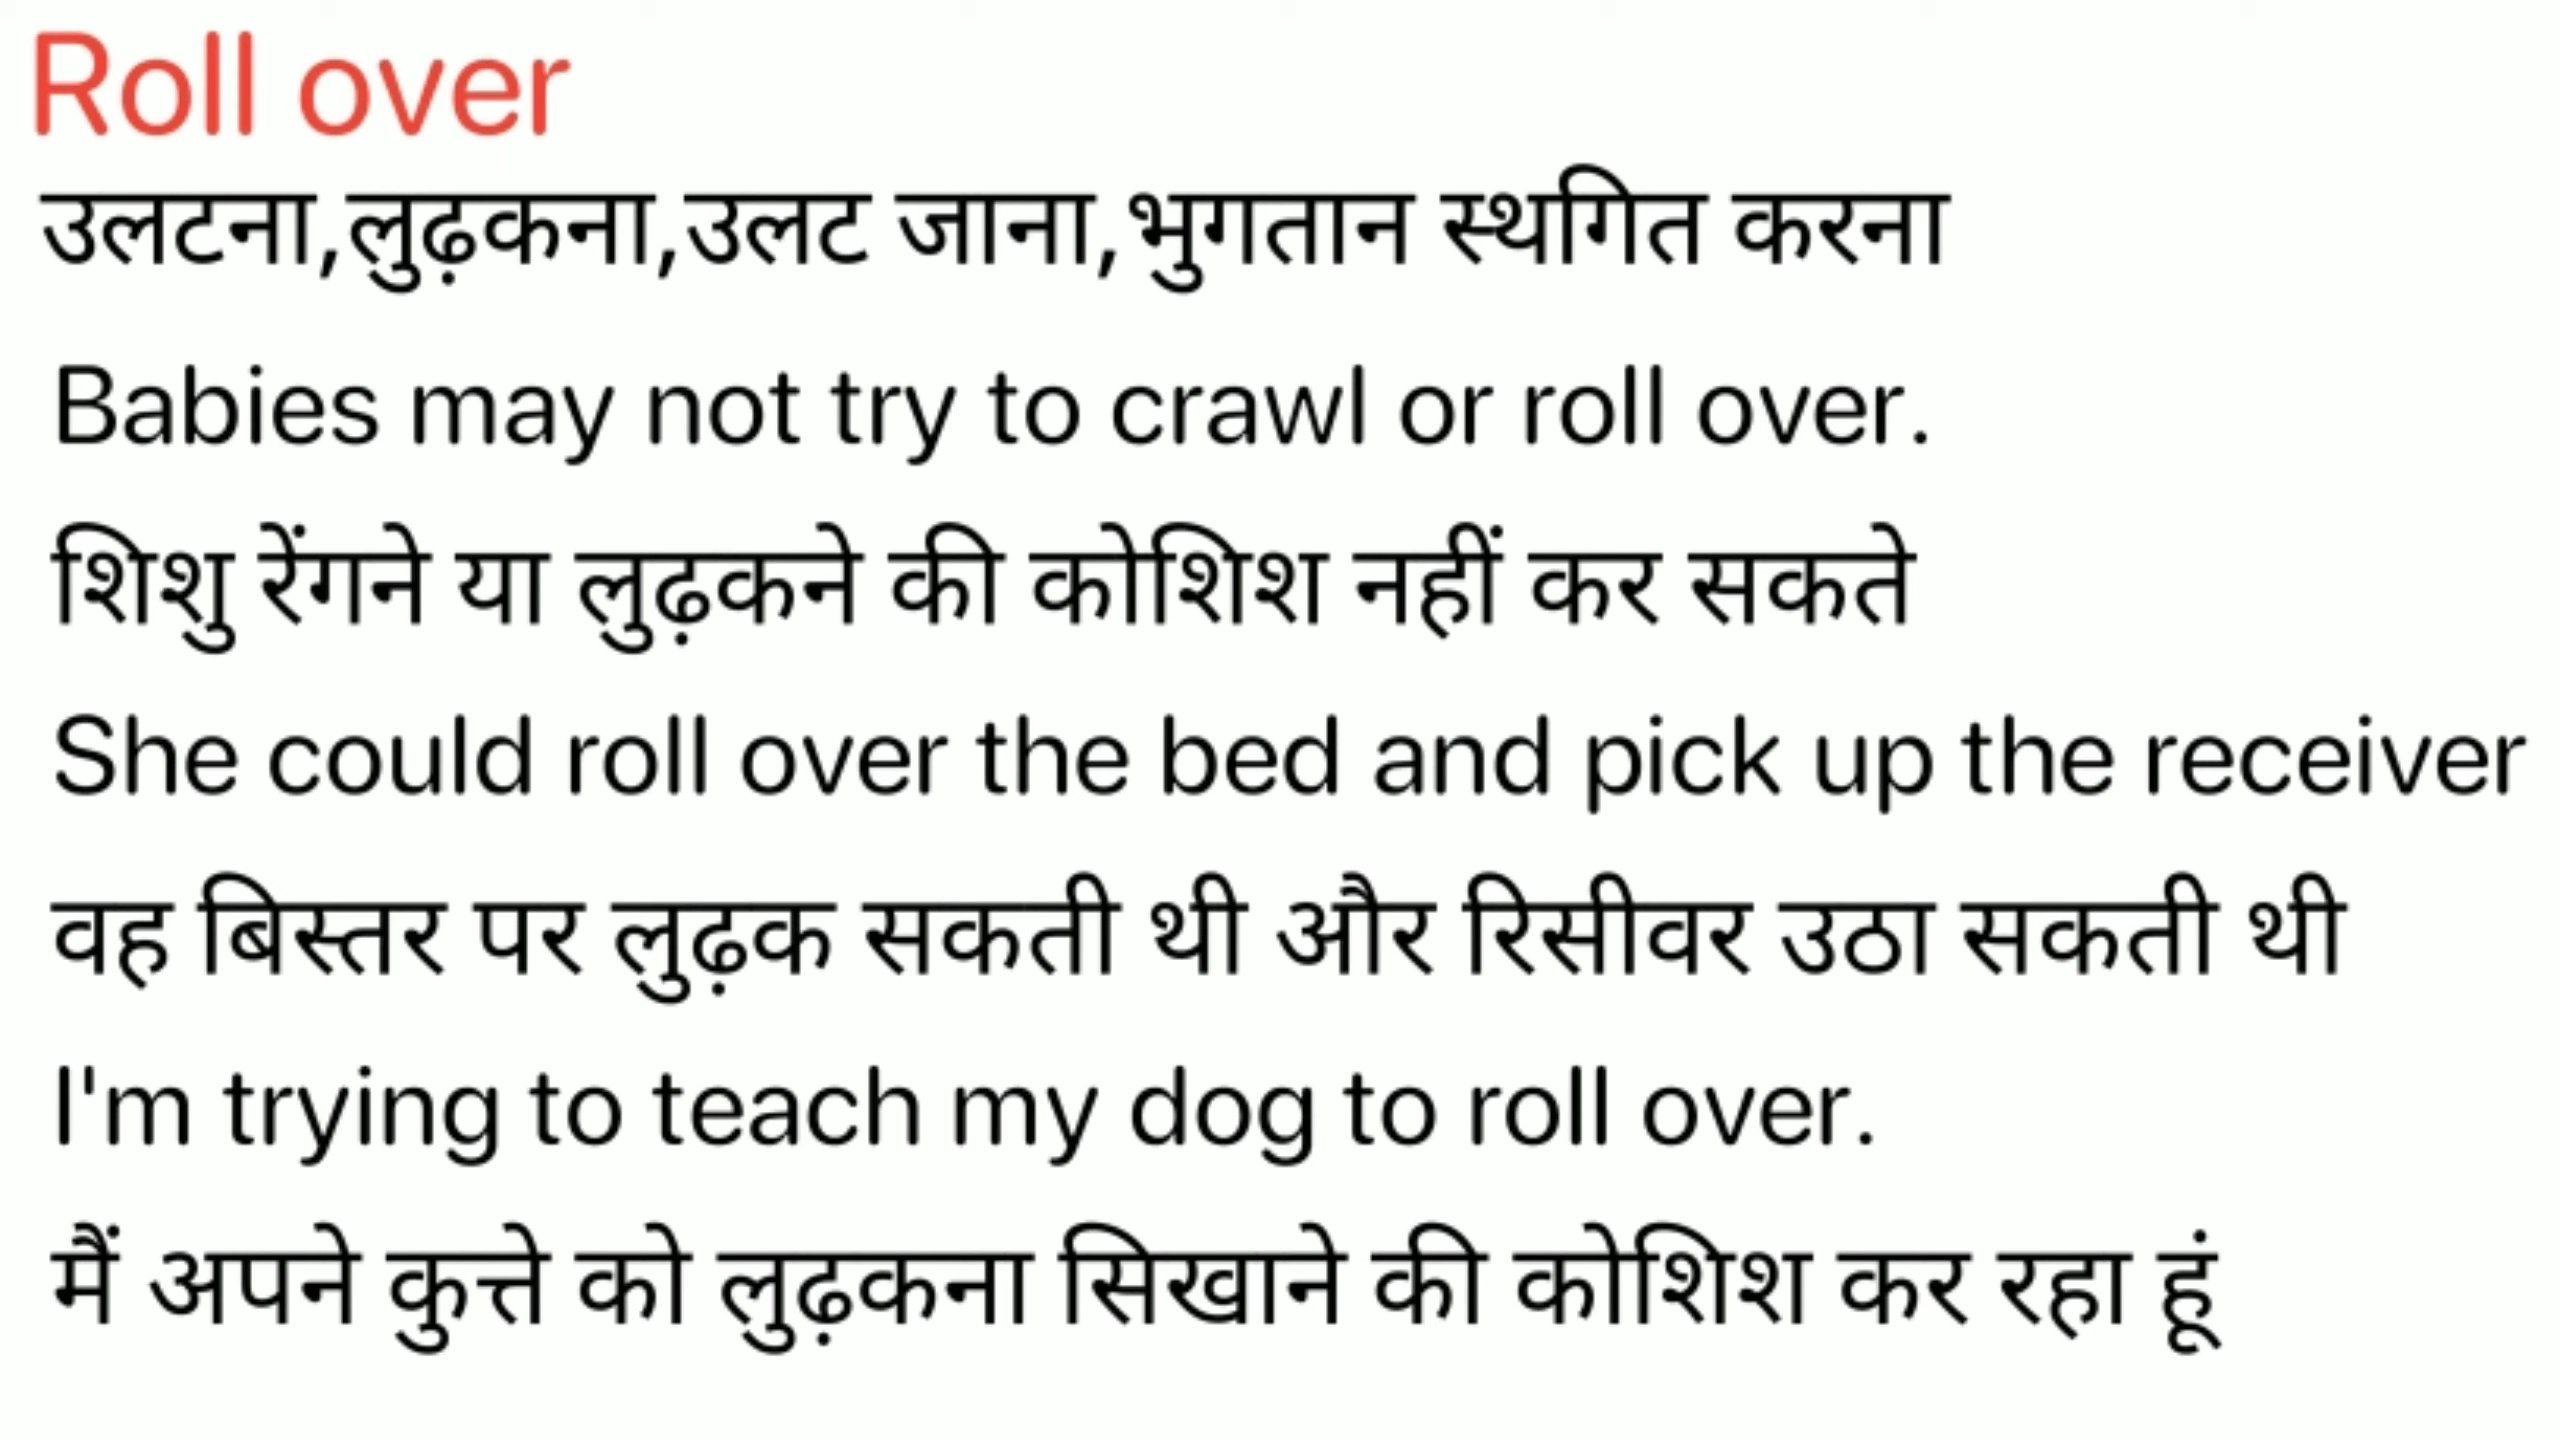 Roll over
उलटना,लुढ़कना,उलट जाना,भुगतान स्थगित करना
Babies may not try to crawl or roll over.
शिशु रेंगने या लुढ़कने की कोशिश नहीं कर सकते
She could roll over the bed and pick up the receiver
वह बिस्तर पर लुढ़क सकती थी और रिसीवर उठा सकती थी
I'm trying to teach my dog to roll over.
मैं अपने कुत्ते को लुढ़कना सिखाने की कोशिश कर रहा हूं